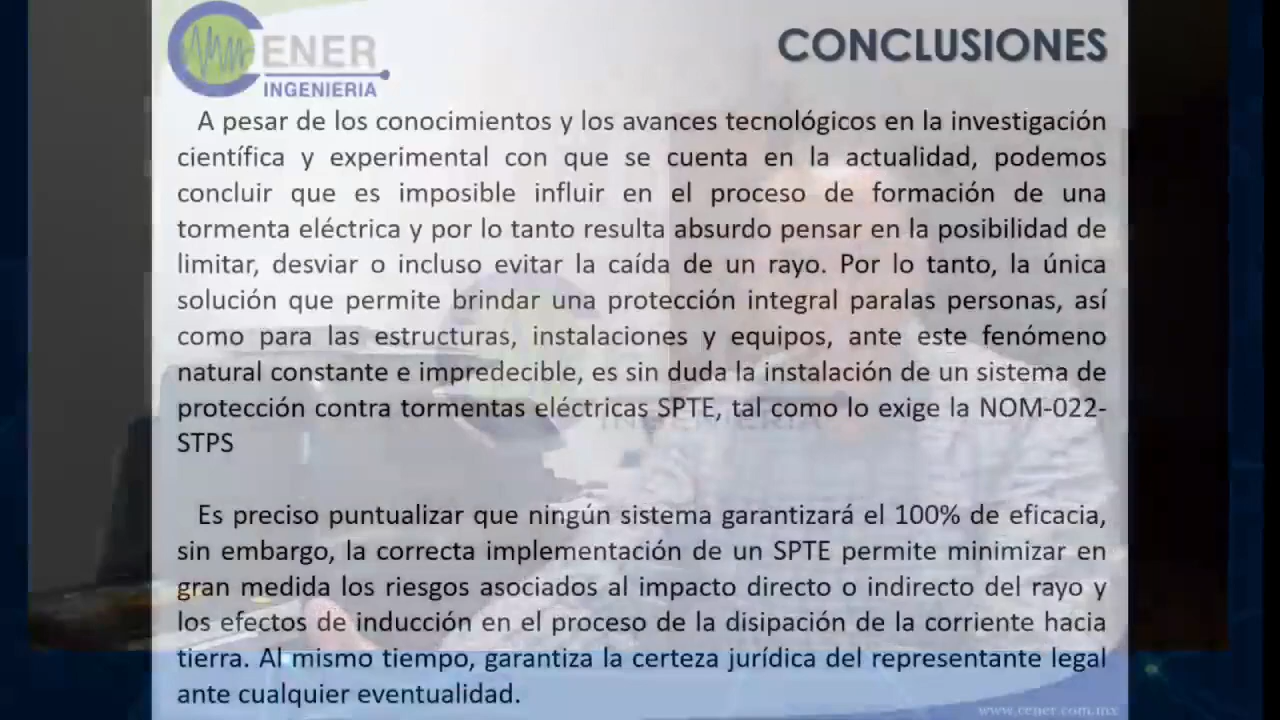 ENER
INGENIERIA
CONCLUSIONES
A pesar de los conocimientos y los avances tecnológicos en la investigación
científica y experimental con que se cuenta en la actualidad, podemos
concluir que es imposible influir en el proceso de formación de una
tormenta eléctrica y por lo tanto resulta absurdo pensar en la posibilidad de
limitar, desviar o incluso evitar la caída de un rayo. Por lo tanto, la única
solución que permite brindar una protección integral paralas personas, así
como para las estructuras, instalaciones y equipos, ante este fenómeno
natural constante e impredecible, es sin duda la instalación de un sistema de
protección contra tormentas eléctricas SPTE, tal como lo exige la NOM-022-
STPS
INGENIERIA
Es preciso puntualizar que ningún sistema garantizará el 100% de eficacia,
sin embargo, la correcta implementación de un SPTE permite minimizar en
gran medida los riesgos asociados al impacto directo o indirecto del rayo y
los efectos de inducción en el proceso de la disipación de la corriente hacia
tierra. Al mismo tiempo, garantiza la certeza jurídica del representante legal
ante cualquier eventualidad.
www.cener.com.mx